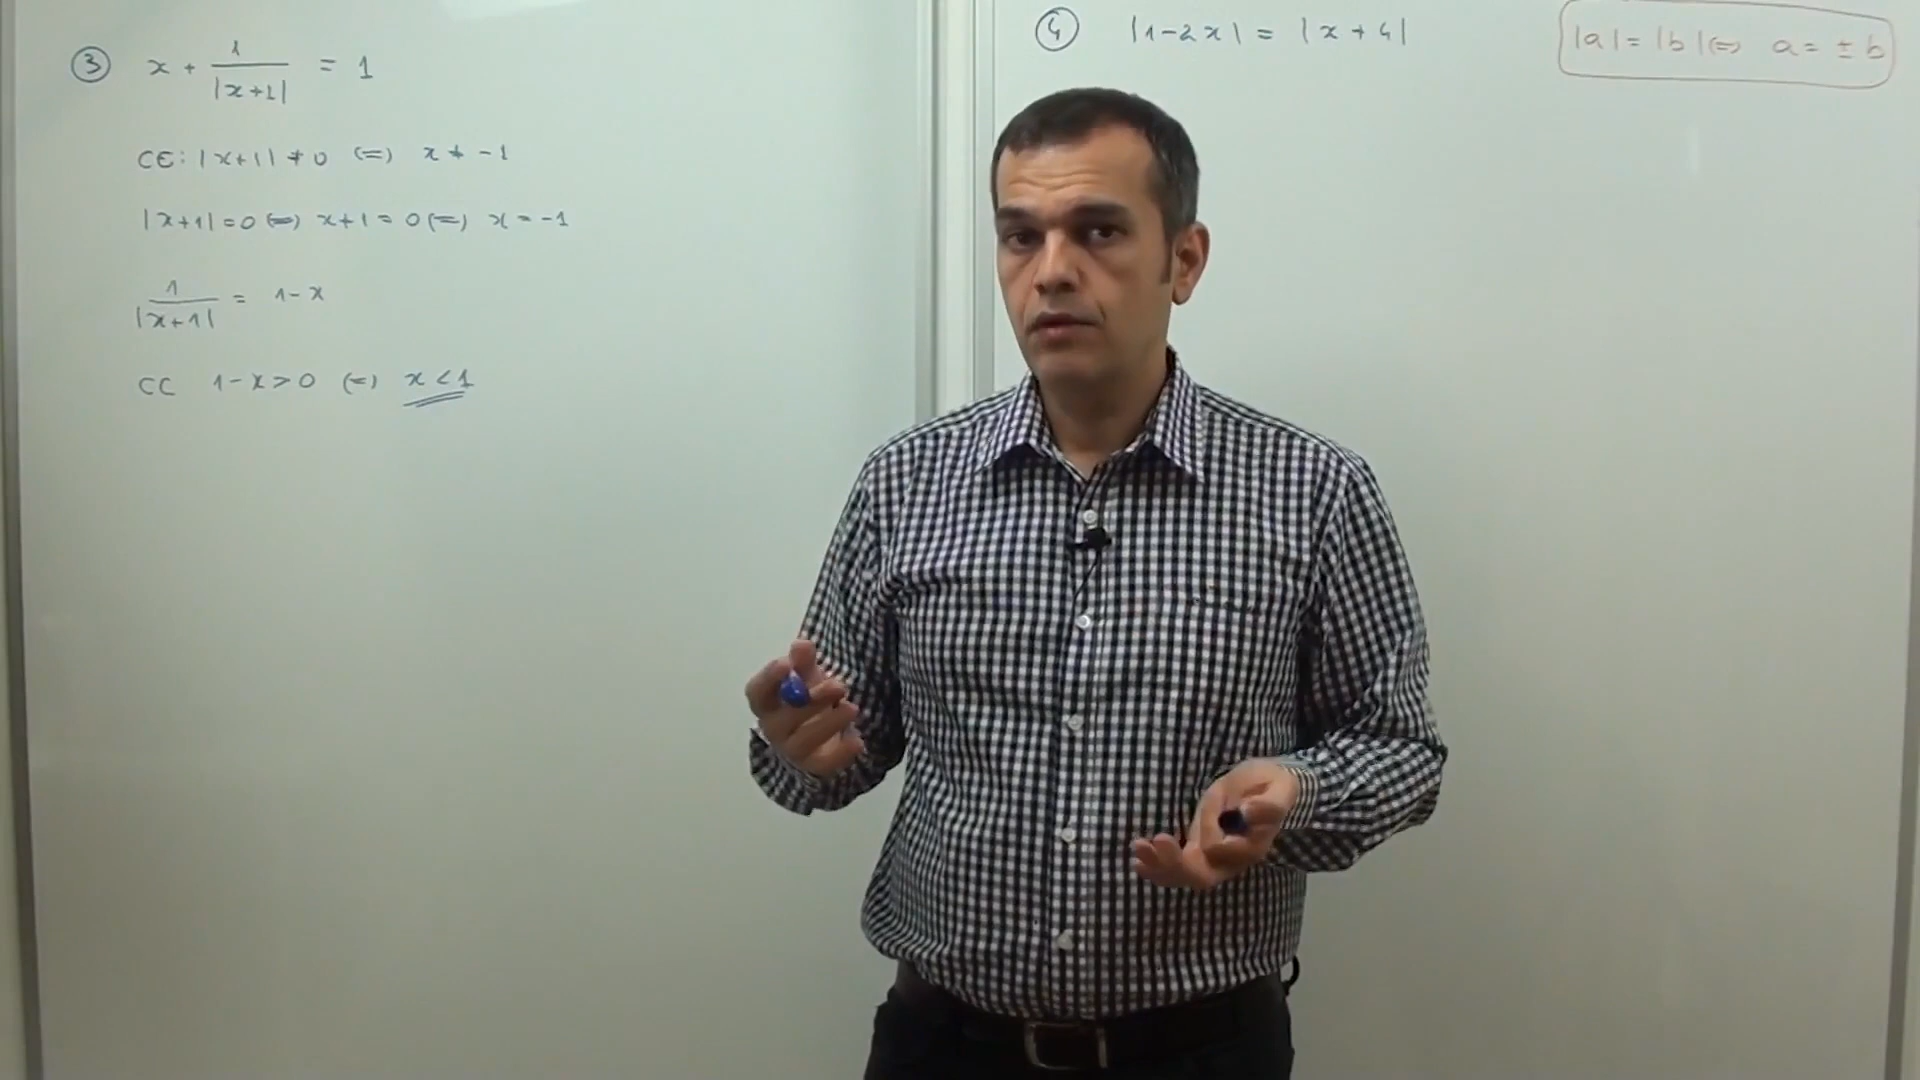 ③ x + 1/|x+1| = 1
CE: |x+1| ≠ 0 (=) x ≠ -1
|x+1| = 0 (=) x+1 = 0 (=) x = -1
1/|x+1| = 1-x
CC 1-x > 0 (=) x < 1
④ |1-2x| = |x+4|
|a| = |b| (=) a = ± b